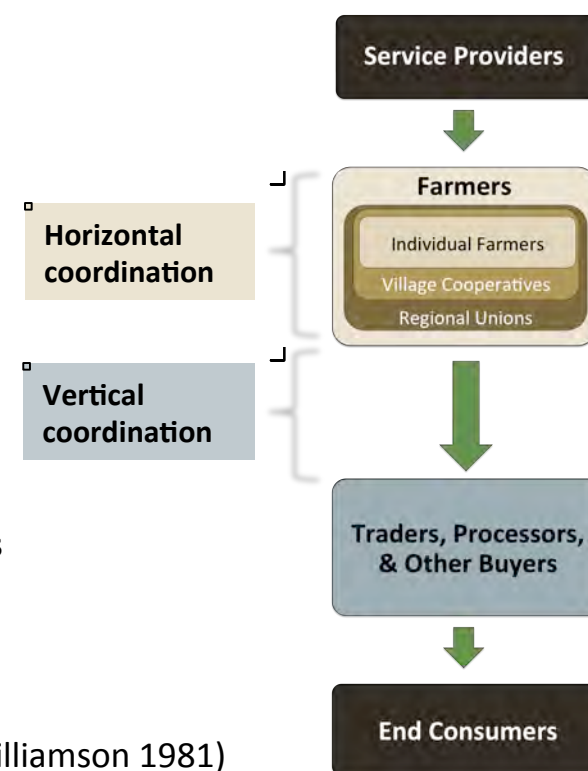 Service Providers
Farmers
Individual Farmers
Village Cooperatives
Regional Unions
Horizontal
coordination
Vertical
coordination
s
Traders, Processors,
& Other Buyers
End Consumers
illiamson 1981)